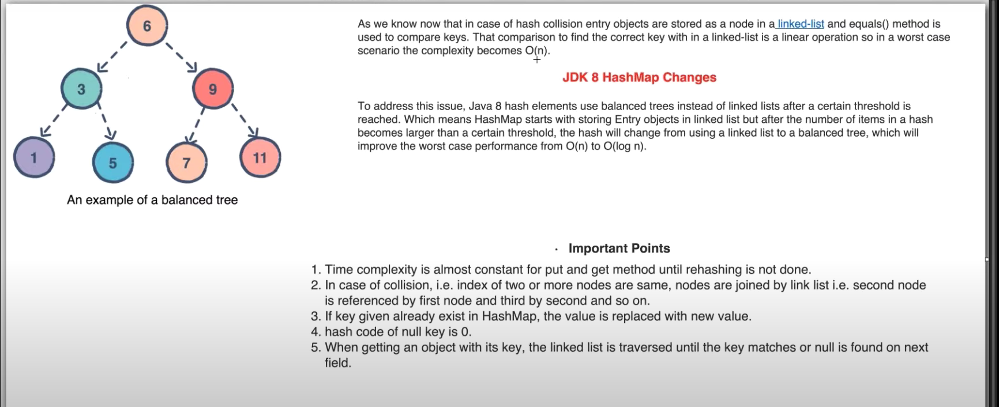 6
3
9
1
5
7
11
An example of a balanced tree
As we know now that in case of hash collision entry objects are stored as a node in a linked-list and equals() method is
used to compare keys. That comparison to find the correct key with in a linked-list is a linear operation so in a worst case
scenario the complexity becomes O(n).
JDK 8 HashMap Changes
To address this issue, Java 8 hash elements use balanced trees instead of linked lists after a certain threshold is
reached. Which means HashMap starts with storing Entry objects in linked list but after the number of items in a hash
becomes larger than a certain threshold, the hash will change from using a linked list to a balanced tree, which will
improve the worst case performance from O(n) to O(log n).
· Important Points
1. Time complexity is almost constant for put and get method until rehashing is not done.
2. In case of collision, i.e. index of two or more nodes are same, nodes are joined by link list i.e. second node
is referenced by first node and third by second and so on.
3. If key given already exist in HashMap, the value is replaced with new value.
4. hash code of null key is 0.
5. When getting an object with its key, the linked list is traversed until the key matches or null is found on next
field.